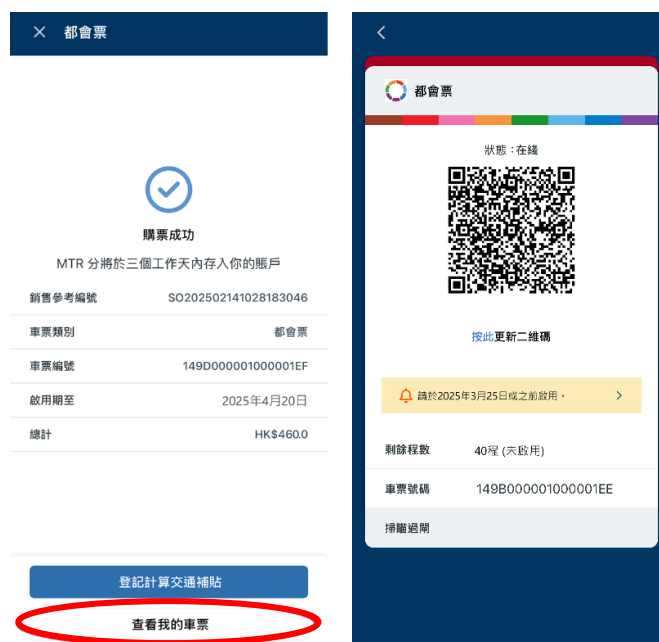 都會票
購票成功
MTR 分將於三個工作天內存入你的賬戶
銷售參考編號 SO202502141028183046
車票類別 都會票
車票編號 149D000001000001EF
啟用期至 2025年4月20日
總計 HK$460.0
登記計算交通補貼
查看我的車票
都會票
狀態：在綫
按此更新二維碼
請於2025年3月25日或之前啟用。
剩餘程數 40程 (未啟用)
車票號碼 149B000001000001EE
掃瞄過閘